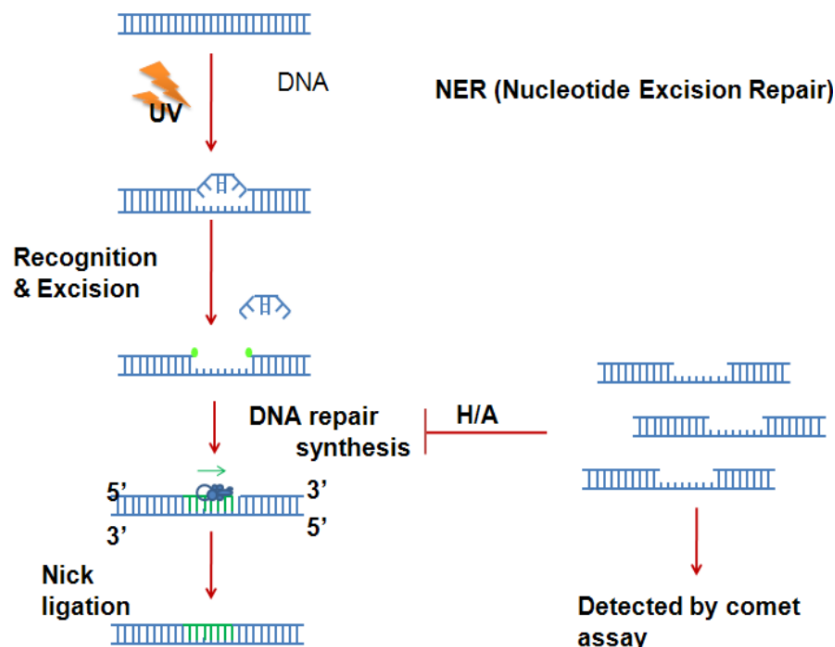 DNA
NER (Nucleotide Excision Repair)
UV
Recognition
& Excision
DNA repair
synthesis
H/A
5’
3’
3’
5’
Nick
ligation
Detected by comet
assay